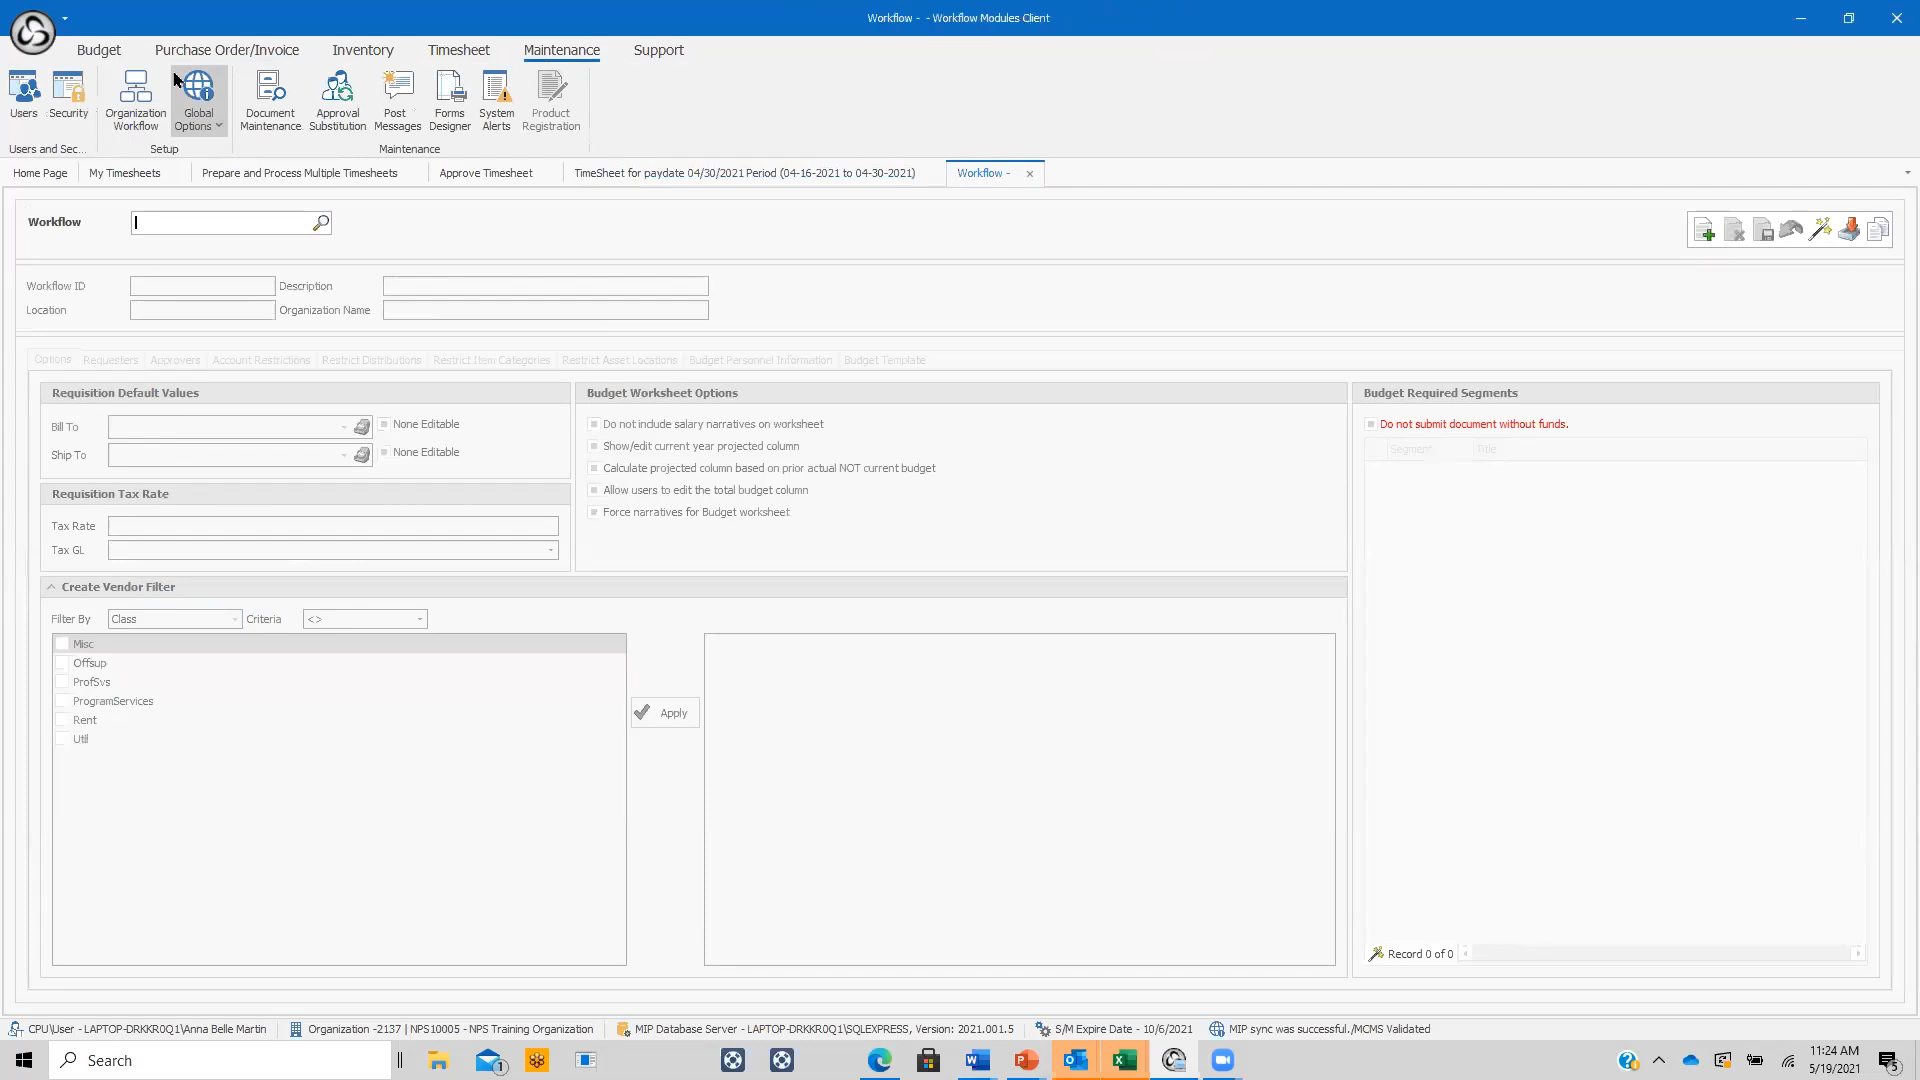 Workflow - - Workflow Modules Client
Budget Purchase Order/Invoice Inventory Timesheet Maintenance Support
Users Security Organization Workflow Global Options Document Maintenance Approval Substitution Post Messages Forms Designer System Alerts Product Registration
Users and Sec... Setup Maintenance
Home Page My Timesheets Prepare and Process Multiple Timesheets Approve Timesheet TimeSheet for paydate 04/30/2021 Period (04-16-2021 to 04-30-2021) Workflow -
Workflow
Workflow ID Description
Location Organization Name
Options Requesters Approvers Account Restrictions Restrict Distributions Restrict Item Categories Restrict Asset Locations Budget Personnel Information Budget Template
Requisition Default Values
Bill To None Editable
Ship To None Editable
Requisition Tax Rate
Tax Rate
Tax GL
Budget Worksheet Options
Do not include salary narratives on worksheet
Show/edit current year projected column
Calculate projected column based on prior actual NOT current budget
Allow users to edit the total budget column
Force narratives for Budget worksheet
Budget Required Segments
Do not submit document without funds.
Segment Title
Create Vendor Filter
Filter By Class Criteria <>
Misc
Offsup
ProfSvs
ProgramServices
Rent
Util
Apply
Record 0 of 0
CPU\User - LAPTOP-DRKKR0Q1\Anna Belle Martin Organization -2137 | NPS10005 - NPS Training Organization MIP Database Server - LAPTOP-DRKKR0Q1\SQLEXPRESS, Version: 2021.001.5 S/M Expire Date - 10/6/2021 MIP sync was successful./MCMS Validated
Search
1
11:24 AM
5/19/2021
5